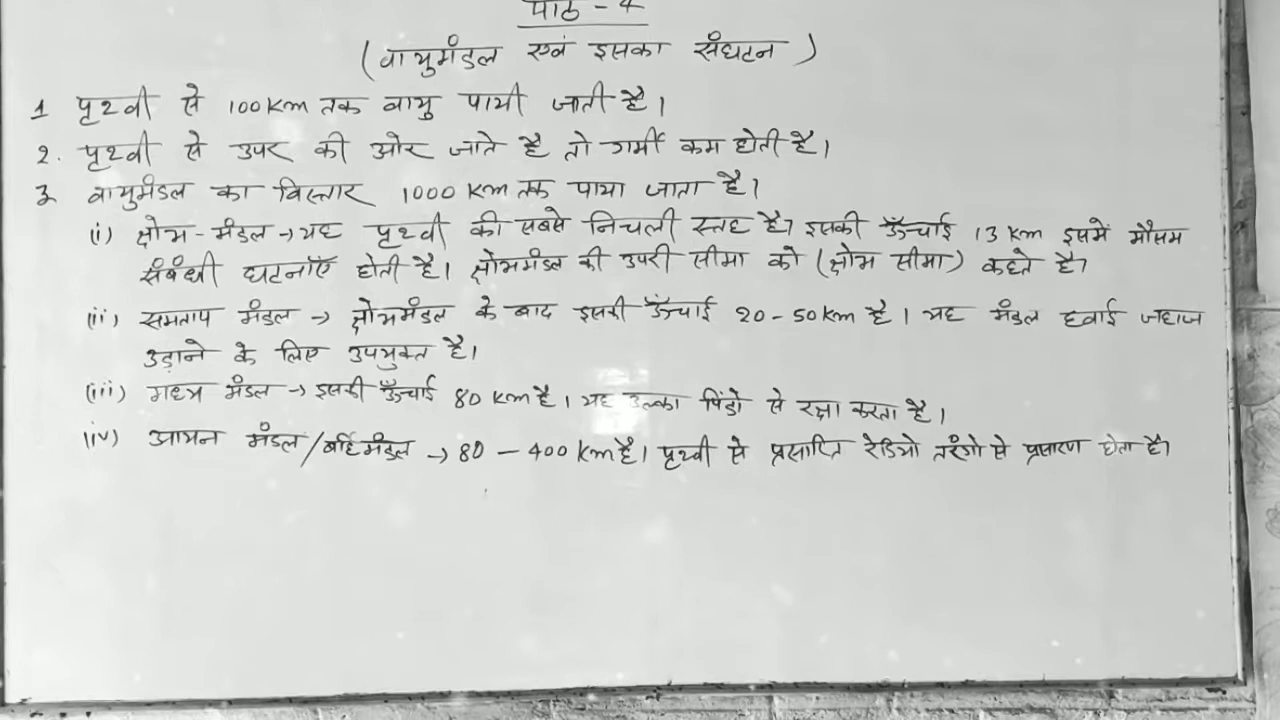 पाठ - 4
(वायुमंडल एवं इसका संघटन)
1 पृथ्वी से 100 Km तक वायु पायी जाती है।
2. पृथ्वी से उपर की ओर जाते है तो गर्मी कम होती है।
3 वायुमंडल का विस्तार 1000 Km तक पाया जाता है।
(i) क्षोभ-मंडल → यह पृथ्वी की सबसे निचली स्तह है। इसकी ऊँचाई 13 Km इसमें मौसम
संबंधी घटनाएँ होती है। क्षोभमंडल की उपरी सीमा को (क्षोभ सीमा) कहते है।
(ii) समताप मंडल → क्षोभमंडल के बाद इसकी ऊँचाई 20 - 50 Km है। यह मंडल हवाई जहाज
उड़ाने के लिए उपयुक्त है।
(iii) मध्य मंडल → इसकी ऊँचाई 80 Km है। यह उल्का पिंडो से रक्षा करता है।
(iv) आयन मंडल/बर्हिमंडल → 80 - 400 Km है। पृथ्वी से प्रसारित रेडियो तरंगो से प्रसारण होता है।